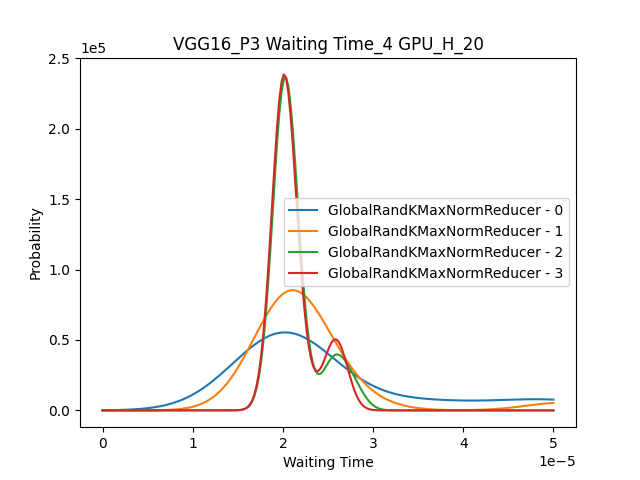 VGG16_P3 Waiting Time_4 GPU_H_20
1e5
2.5
2.0
1.5
1.0
0.5
0.0
Probability
GlobalRandKMaxNormReducer - 0
GlobalRandKMaxNormReducer - 1
GlobalRandKMaxNormReducer - 2
GlobalRandKMaxNormReducer - 3
0 1 2 3 4 5
Waiting Time
1e−5